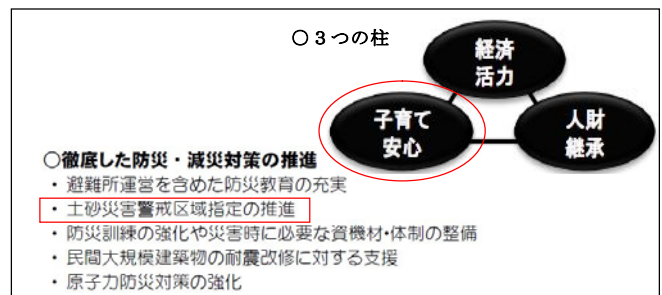 ○３つの柱
経済
活力
子育て
安心
人財
継承
○徹底した防災・減災対策の推進
・避難所運営を含めた防災教育の充実
・土砂災害警戒区域指定の推進
・防災訓練の強化や災害時に必要な資機材・体制の整備
・民間大規模建築物の耐震改修に対する支援
・原子力防災対策の強化